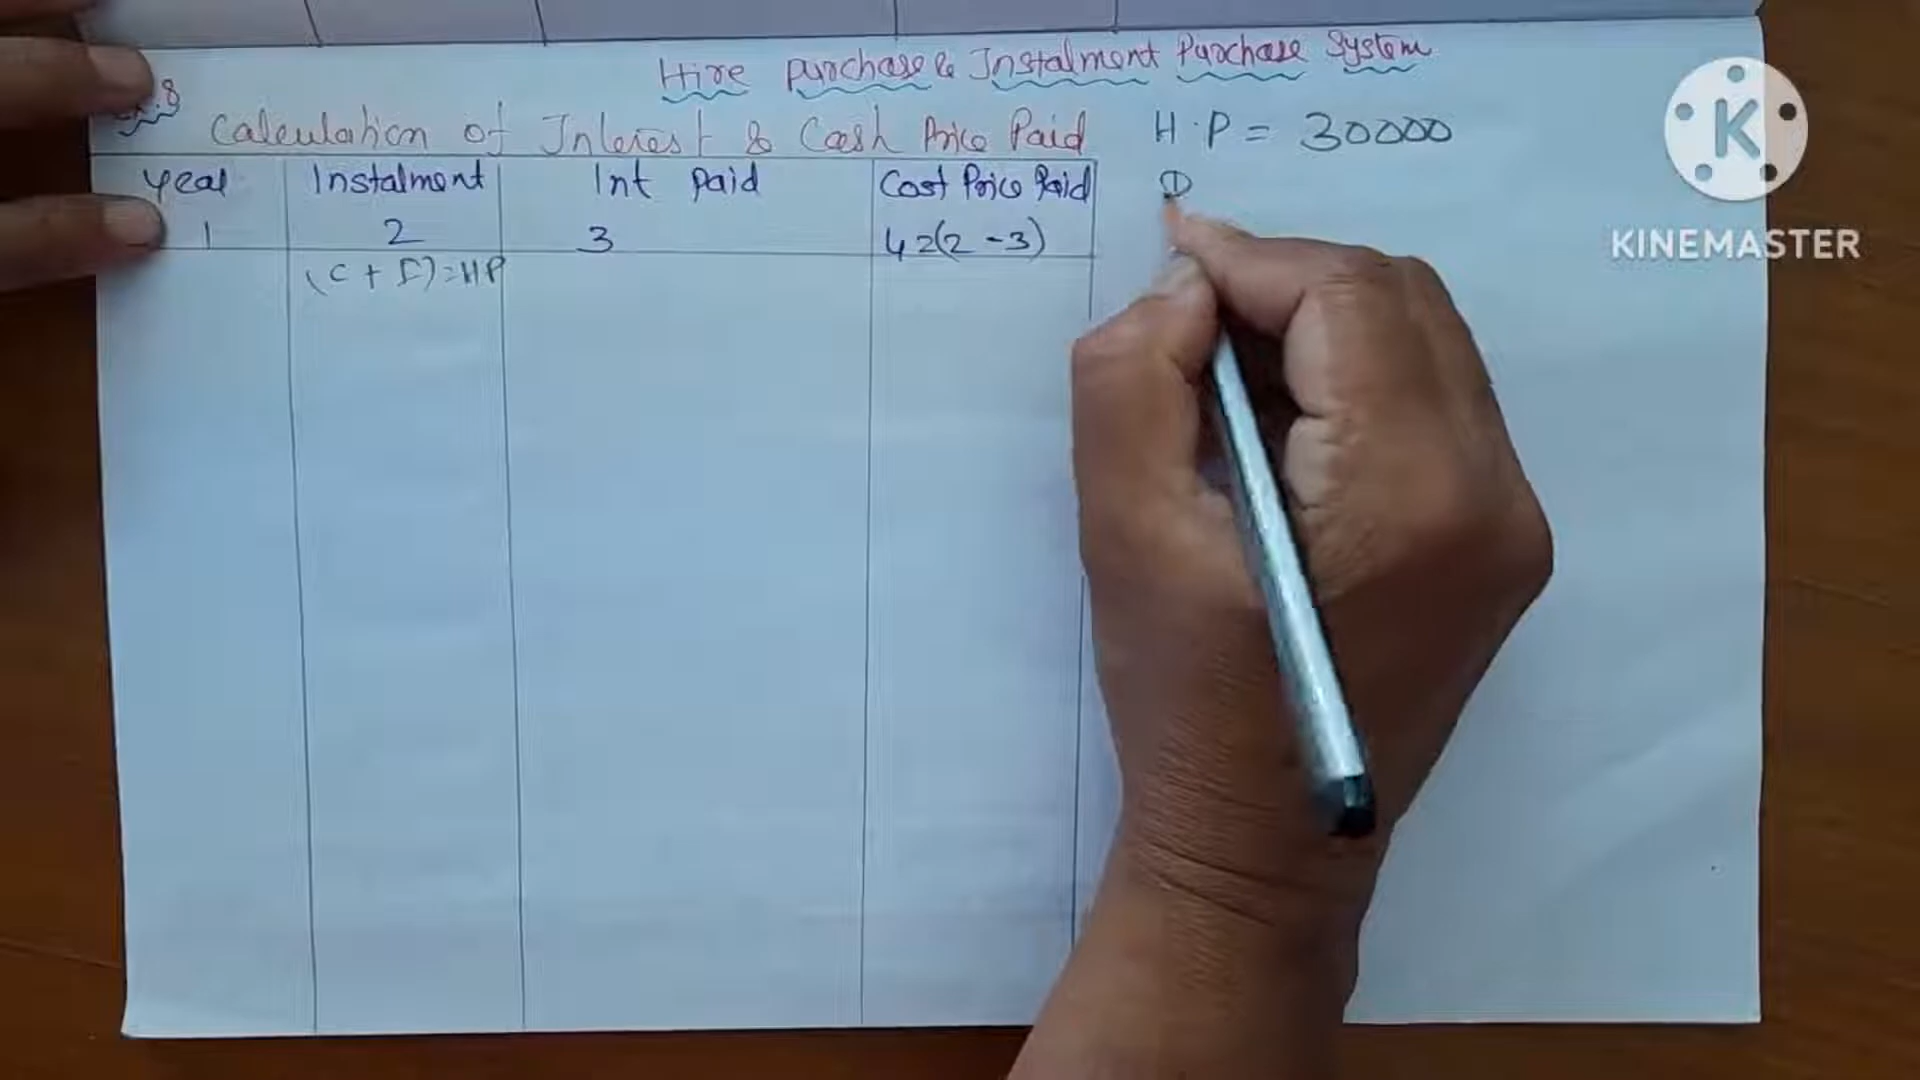 Hire purchase & Instalment Purchase System
Calculation of Interest & Cash Price Paid
H.P = 30000
year Instalment Int paid Cost Price Paid
1 2 3 4=(2-3)
(C+I)=HP
D
K
KINEMASTER